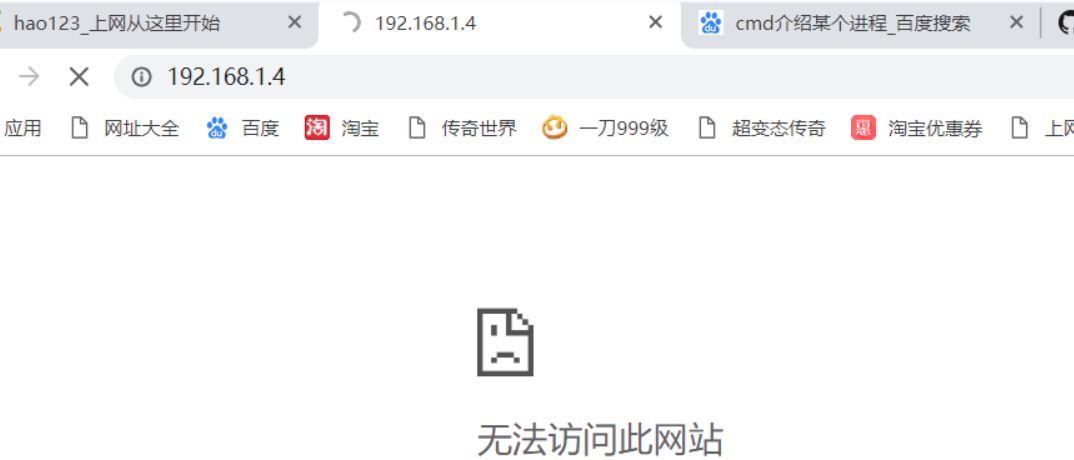 hao123_上网从这里开始 192.168.1.4 cmd介绍某个进程_百度搜索
192.168.1.4
应用 网址大全 百度 淘宝 传奇世界 一刀999级 超变态传奇 淘宝优惠券 上网
无法访问此网站